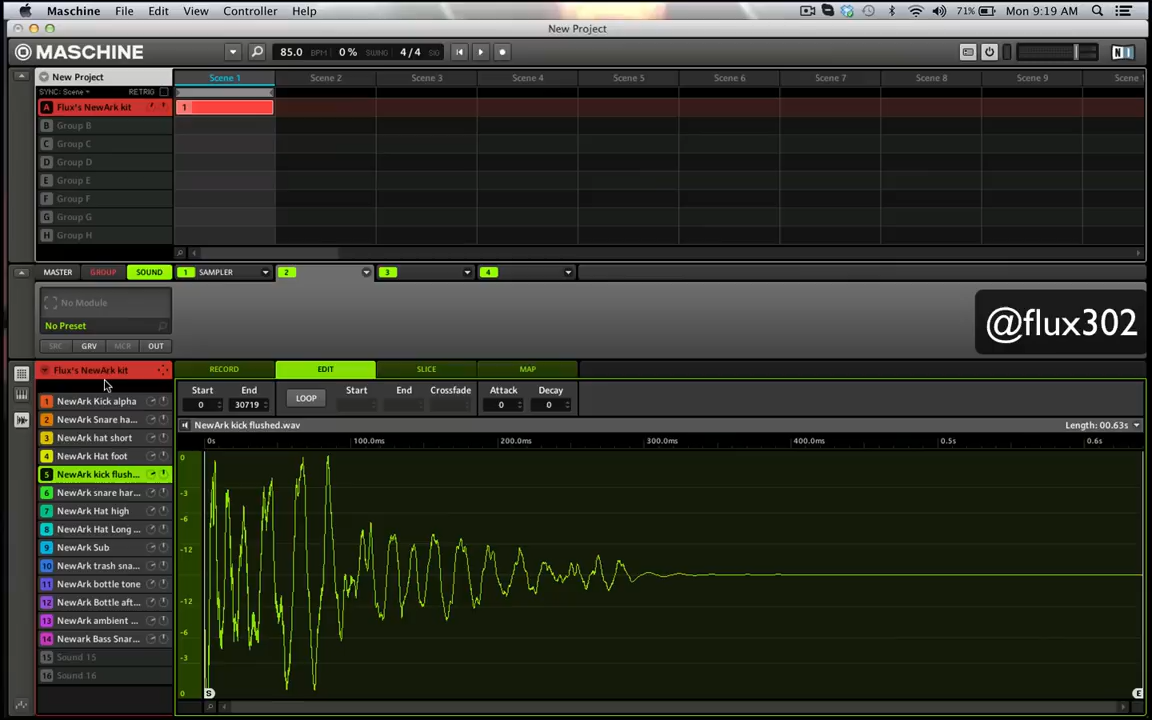 Maschine File Edit View Controller Help 71% Mon 9:19 AM
New Project
MASCHINE 85.0 BPM 0% SWING 4/4 SIG
New Project Scene 1 Scene 2 Scene 3 Scene 4 Scene 5 Scene 6 Scene 7 Scene 8 Scene 9 Scene 1
SYNC: Scene RETRIG
A Flux's NewArk kit 1
B Group B
C Group C
D Group D
E Group E
F Group F
G Group G
H Group H
MASTER GROUP SOUND 1 SAMPLER 2 3 4
No Module
No Preset
SRC GRV MCR OUT
@flux302
Flux's NewArk kit RECORD EDIT SLICE MAP
Start End Start End Crossfade Attack Decay
0 30719 LOOP 0 0
NewArk kick flushed.wav Length: 00.63s
0s 100.0ms 200.0ms 300.0ms 400.0ms 0.5s 0.6s
1 NewArk Kick alpha
2 NewArk Snare ha...
3 NewArk hat short
4 NewArk Hat foot
5 NewArk kick flush...
6 NewArk snare har...
7 NewArk Hat high
8 NewArk Hat Long ...
9 NewArk Sub
10 NewArk trash sna...
11 NewArk bottle tone
12 NewArk Bottle aft...
13 NewArk ambient ...
14 Newark Bass Snar...
15 Sound 15
16 Sound 16
0
-3
-6
-12
-12
-6
-3
0
S E